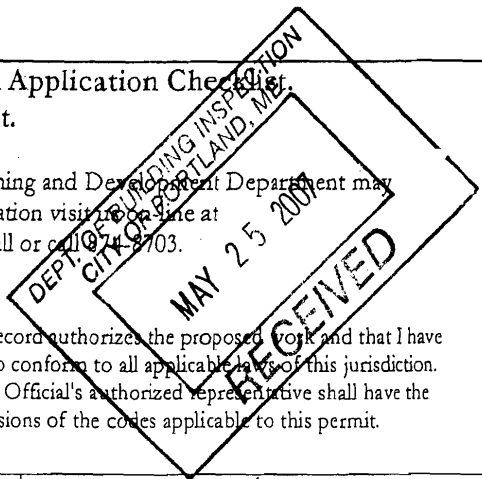 Application Checklist.
t.
ning and Development Department may
ation visit us on-line at
all or call 874-8703.
ecord authorizes the proposed work and that I have
o conform to all applicable laws of this jurisdiction.
Official's authorized representative shall have the
sions of the codes applicable to this permit.
DEPT. OF BUILDING INSPECTION
CITY OF PORTLAND, ME
MAY 25 2007
RECEIVED